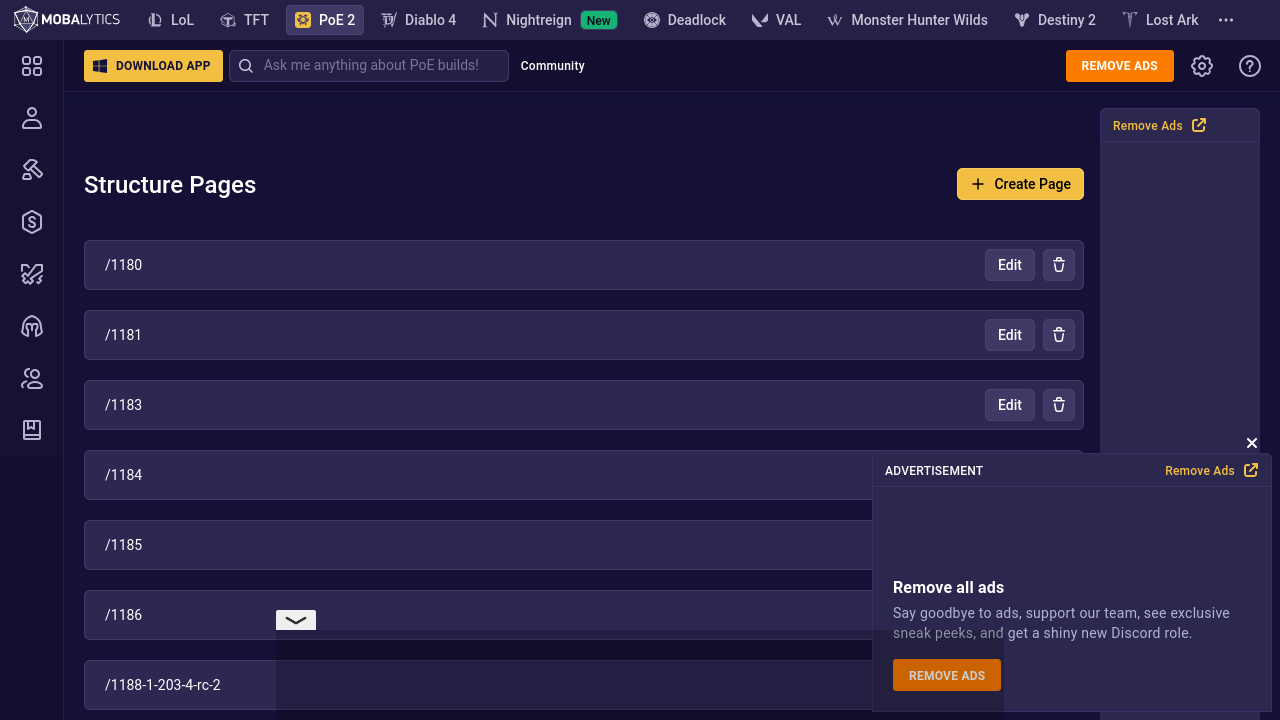 MOBALYTICS LoL TFT PoE 2 Diablo 4 Nightreign New Deadlock VAL Monster Hunter Wilds Destiny 2 Lost Ark
DOWNLOAD APP Ask me anything about PoE builds! Community REMOVE ADS
Remove Ads
Structure Pages Create Page
/1180 Edit
/1181 Edit
/1183 Edit
/1184
ADVERTISEMENT Remove Ads
/1185
Remove all ads
Say goodbye to ads, support our team, see exclusive
sneak peeks, and get a shiny new Discord role.
/1186
REMOVE ADS
/1188-1-203-4-rc-2